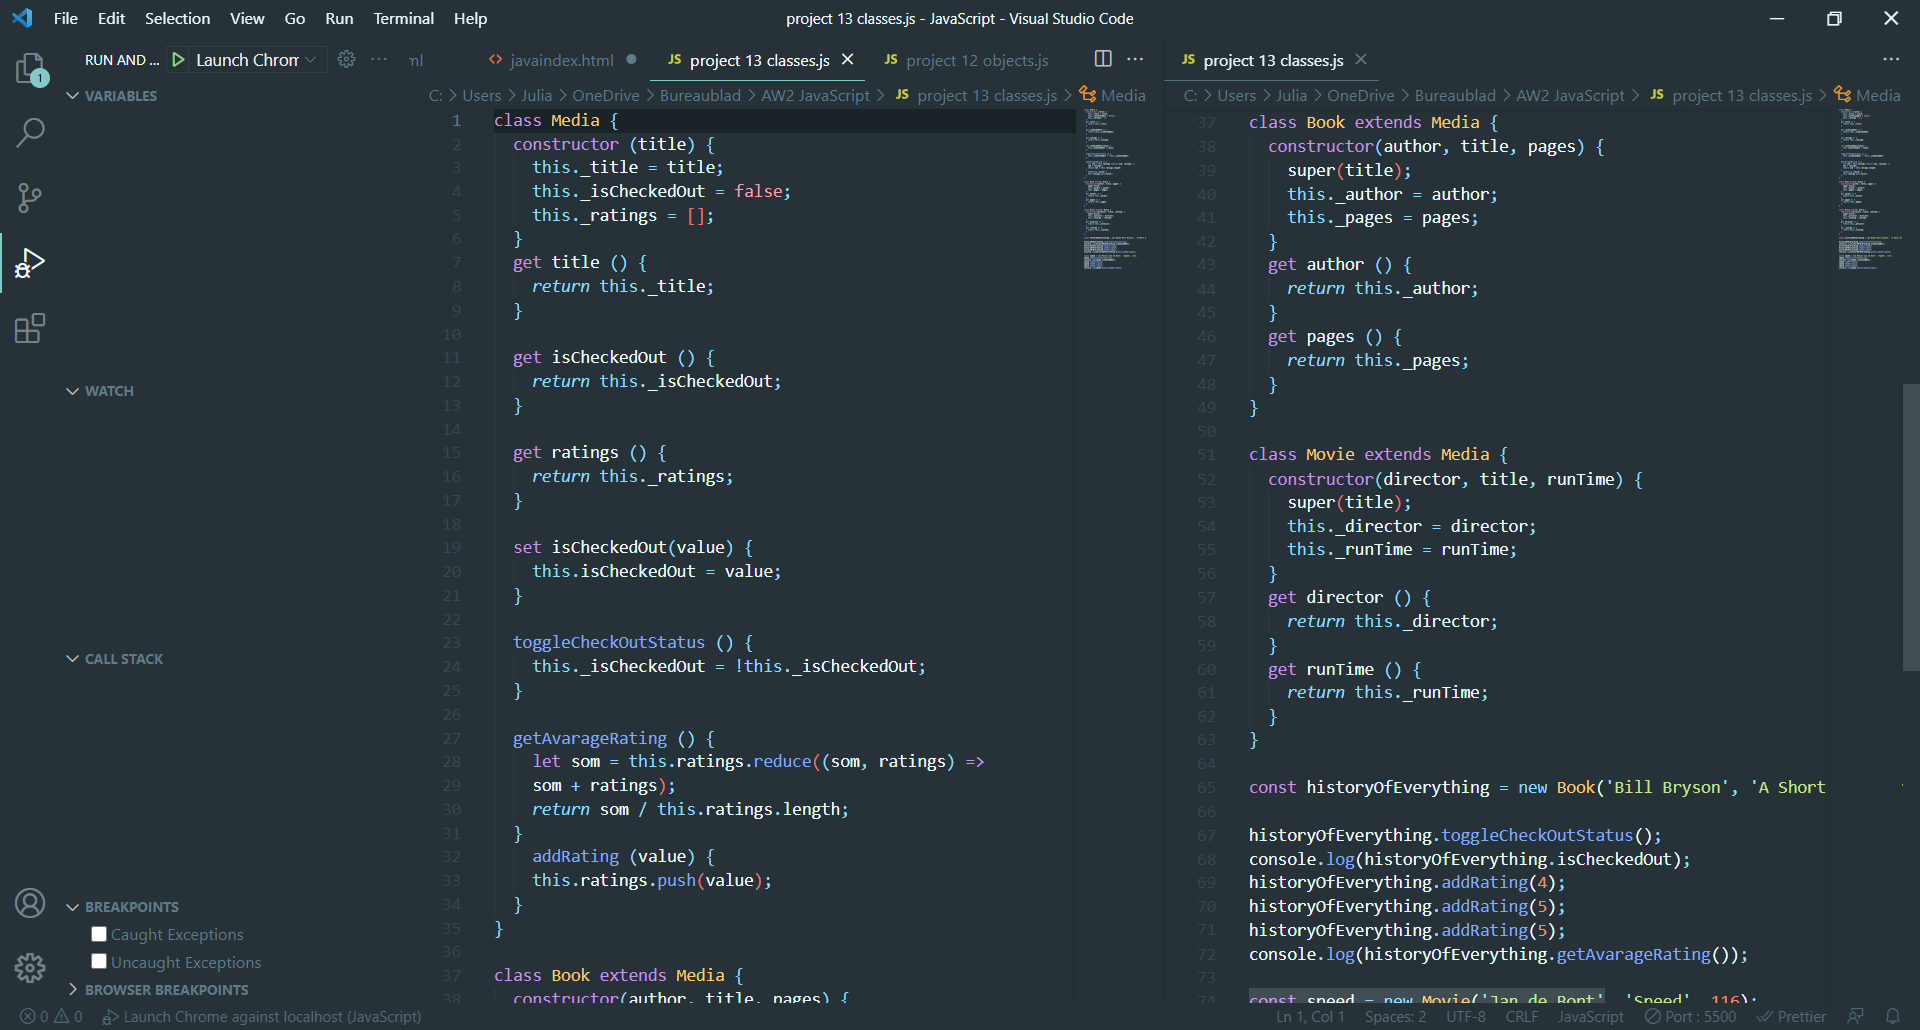 File Edit Selection View Go Run Terminal Help
project 13 classes.js - JavaScript - Visual Studio Code
RUN AND ... Launch Chrom ···
ml javaindex.html JS project 13 classes.js JS project 12 objects.js ···
JS project 13 classes.js ···
1
VARIABLES
WATCH
CALL STACK
BREAKPOINTS
Caught Exceptions
Uncaught Exceptions
BROWSER BREAKPOINTS
C: > Users > Julia > OneDrive > Bureaublad > AW2 JavaScript > JS project 13 classes.js > Media
1 class Media {
2 constructor (title) {
3 this._title = title;
4 this._isCheckedOut = false;
5 this._ratings = [];
6 }
7 get title () {
8 return this._title;
9 }
10
11 get isCheckedOut () {
12 return this._isCheckedOut;
13 }
14
15 get ratings () {
16 return this._ratings;
17 }
18
19 set isCheckedOut(value) {
20 this.isCheckedOut = value;
21 }
22
23 toggleCheckOutStatus () {
24 this._isCheckedOut = !this._isCheckedOut;
25 }
26
27 getAvarageRating () {
28 let som = this.ratings.reduce((som, ratings) =>
29 som + ratings);
30 return som / this.ratings.length;
31 }
32 addRating (value) {
33 this.ratings.push(value);
34 }
35 }
36
37 class Book extends Media {
38 constructor(author, title, pages) {
C: > Users > Julia > OneDrive > Bureaublad > AW2 JavaScript > JS project 13 classes.js > Media
37 class Book extends Media {
38 constructor(author, title, pages) {
39 super(title);
40 this._author = author;
41 this._pages = pages;
42 }
43 get author () {
44 return this._author;
45 }
46 get pages () {
47 return this._pages;
48 }
49 }
50
51 class Movie extends Media {
52 constructor(director, title, runTime) {
53 super(title);
54 this._director = director;
55 this._runTime = runTime;
56 }
57 get director () {
58 return this._director;
59 }
60 get runTime () {
61 return this._runTime;
62 }
63 }
64
65 const historyOfEverything = new Book('Bill Bryson', 'A Short
66
67 historyOfEverything.toggleCheckOutStatus();
68 console.log(historyOfEverything.isCheckedOut);
69 historyOfEverything.addRating(4);
70 historyOfEverything.addRating(5);
71 historyOfEverything.addRating(5);
72 console.log(historyOfEverything.getAvarageRating());
73
74 const speed = new Movie('Jan de Bont', 'Speed', 116);
0 0 Launch Chrome against localhost (JavaScript)
Ln 1, Col 1 Spaces: 2 UTF-8 CRLF JavaScript Port : 5500 Prettier